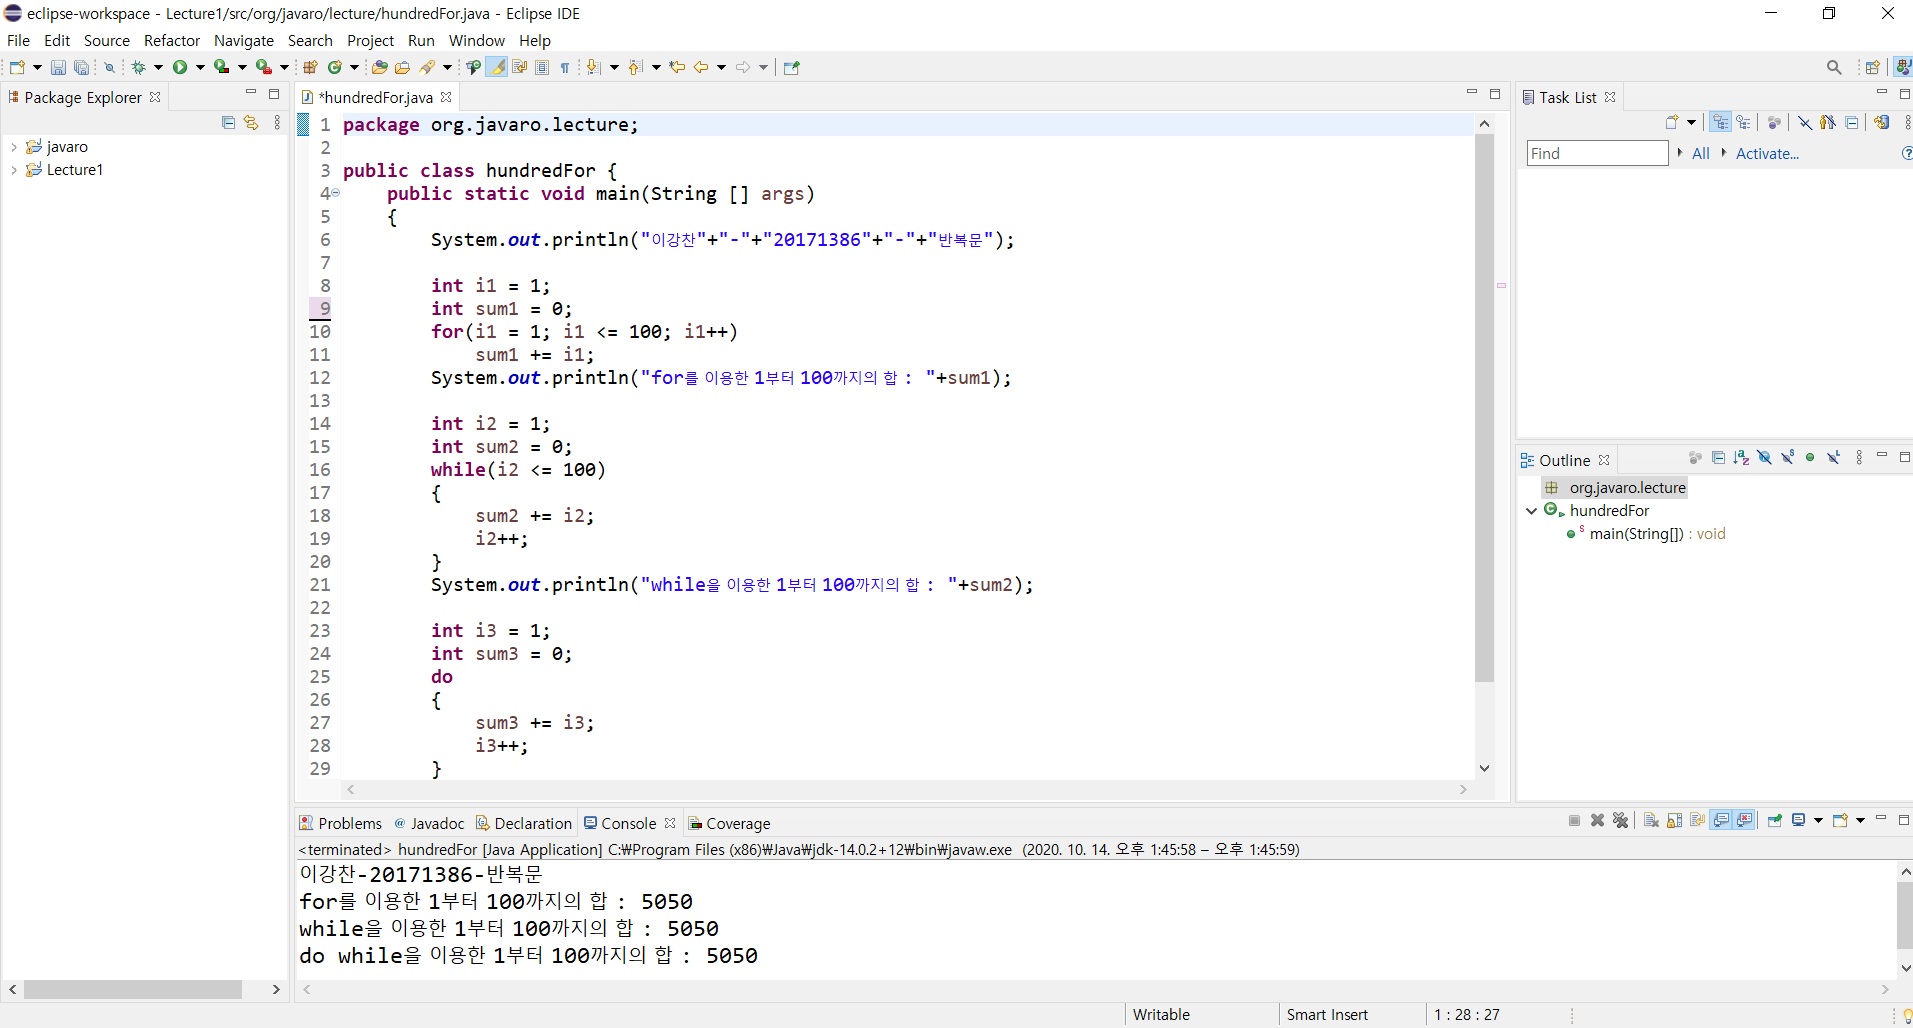 eclipse-workspace - Lecture1/src/org/javaro/lecture/hundredFor.java - Eclipse IDE
File Edit Source Refactor Navigate Search Project Run Window Help
Package Explorer
javaro
Lecture1
*hundredFor.java
1 package org.javaro.lecture;
2
3 public class hundredFor {
4 public static void main(String [] args)
5 {
6 System.out.println("이강찬"+"-"+"20171386"+"-"+"반복문");
7
8 int i1 = 1;
9 int sum1 = 0;
10 for(i1 = 1; i1 <= 100; i1++)
11 sum1 += i1;
12 System.out.println("for를 이용한 1부터 100까지의 합 : "+sum1);
13
14 int i2 = 1;
15 int sum2 = 0;
16 while(i2 <= 100)
17 {
18 sum2 += i2;
19 i2++;
20 }
21 System.out.println("while을 이용한 1부터 100까지의 합 : "+sum2);
22
23 int i3 = 1;
24 int sum3 = 0;
25 do
26 {
27 sum3 += i3;
28 i3++;
29 }
Task List
Find All Activate...
Outline
org.javaro.lecture
hundredFor
main(String[]) : void
Problems Javadoc Declaration Console Coverage
<terminated> hundredFor [Java Application] C:₩Program Files (x86)₩Java₩jdk-14.0.2+12₩bin₩javaw.exe (2020. 10. 14. 오후 1:45:58 – 오후 1:45:59)
이강찬-20171386-반복문
for를 이용한 1부터 100까지의 합 : 5050
while을 이용한 1부터 100까지의 합 : 5050
do while을 이용한 1부터 100까지의 합 : 5050
Writable Smart Insert 1 : 28 : 27